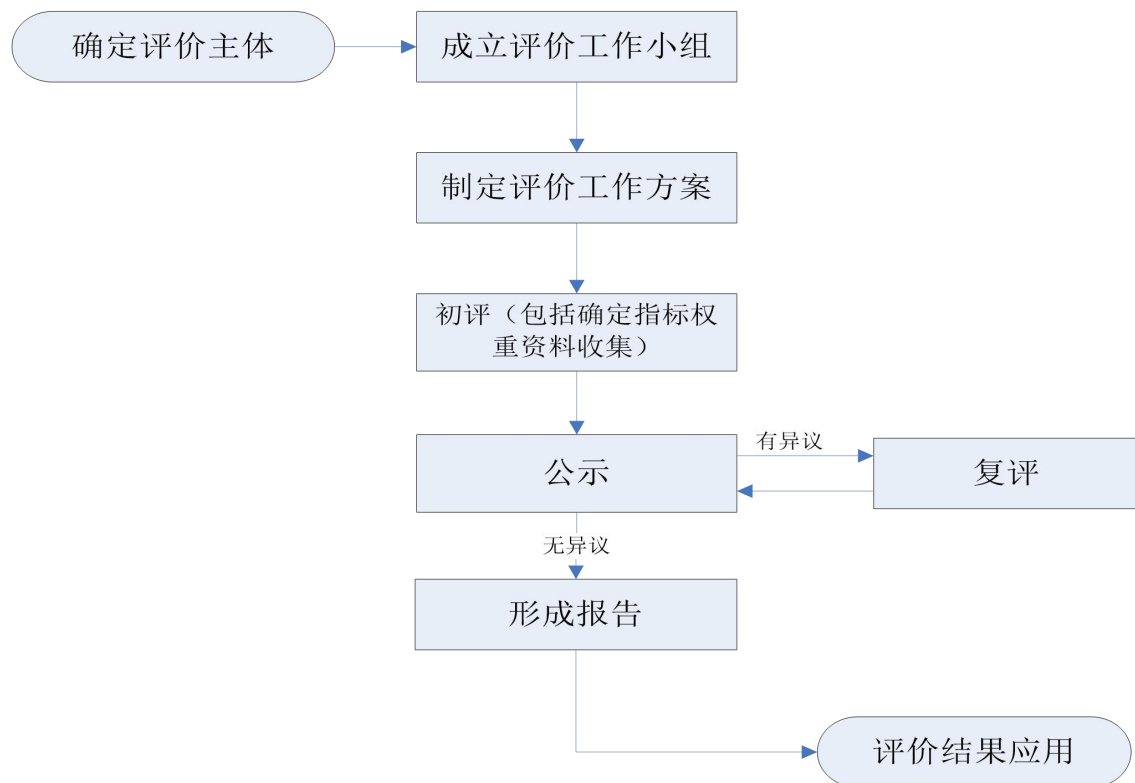 确定评价主体
成立评价工作小组
制定评价工作方案
初评（包括确定指标权
重资料收集）
公示
有异议
复评
无异议
形成报告
评价结果应用